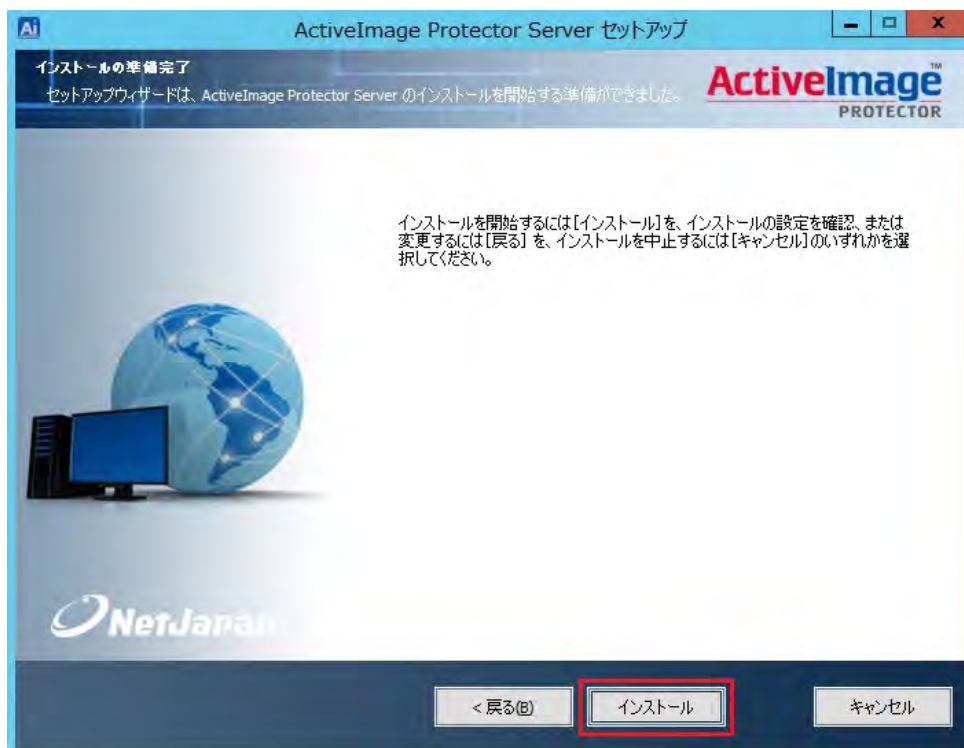 Ai
ActiveImage Protector Server セットアップ
インストールの準備完了
セットアップウィザードは、ActiveImage Protector Server のインストールを開始する準備ができました。
ActiveImage™
PROTECTOR
インストールを開始するには[インストール]を、インストールの設定を確認、または
変更するには[戻る] を、インストールを中止するには[キャンセル]のいずれかを選
択してください。
NetJapan
< 戻る(B)
インストール
キャンセル